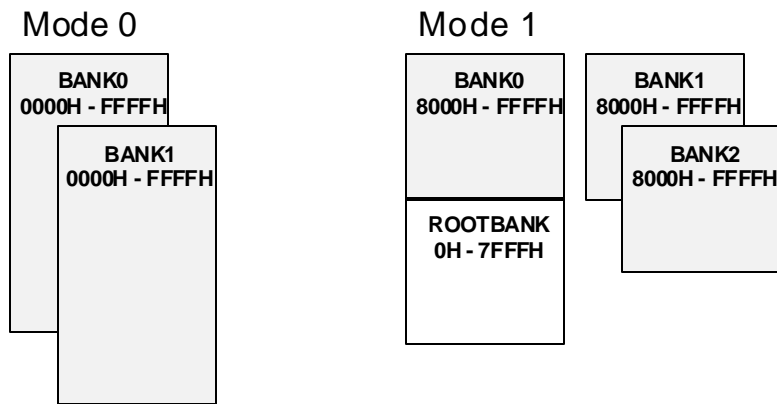 Mode 0
BANK0
0000H - FFFFH
BANK1
0000H - FFFFH
Mode 1
BANK0
8000H - FFFFH
ROOTBANK
0H - 7FFFH
BANK1
8000H - FFFFH
BANK2
8000H - FFFFH